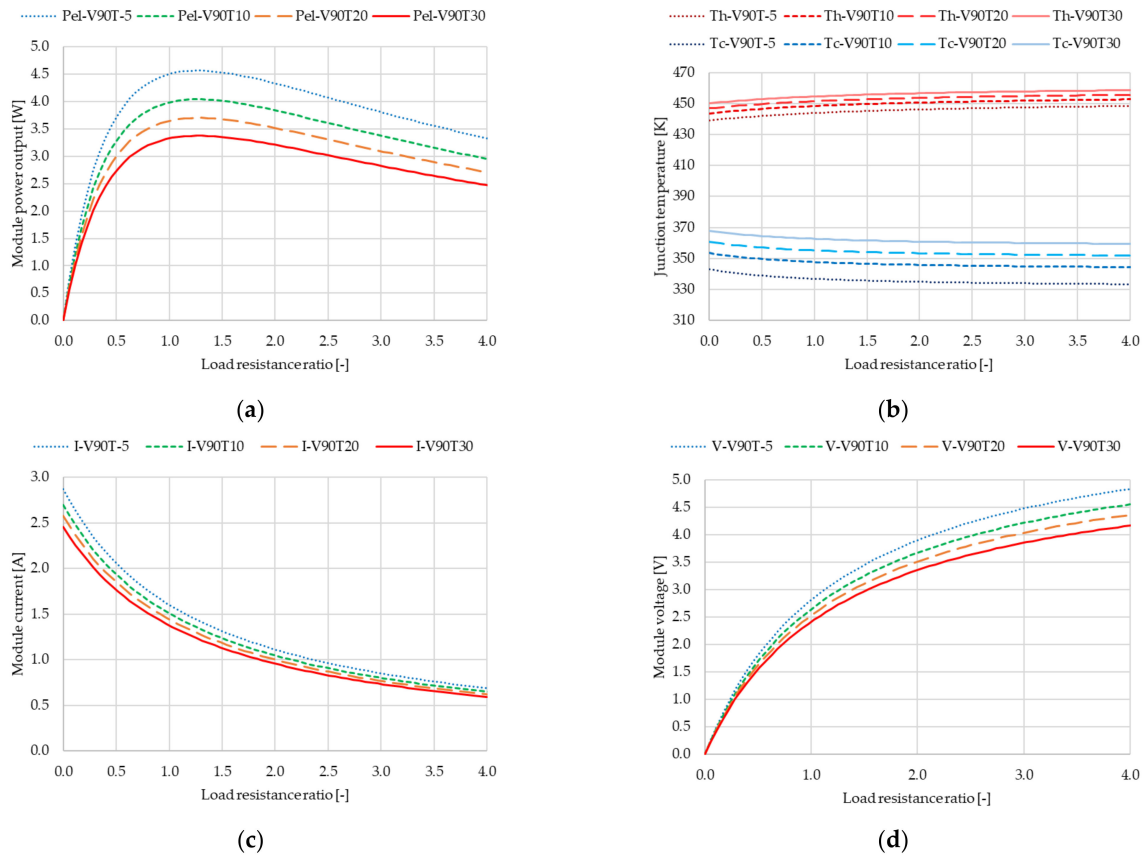 Pel-V90T-5 Pel-V90T10 Pel-V90T20 Pel-V90T30
Module power output [W]
5.0
4.5
4.0
3.5
3.0
2.5
2.0
1.5
1.0
0.5
0.0
0.0 0.5 1.0 1.5 2.0 2.5 3.0 3.5 4.0
Load resistance ratio [-]
(a)
Th-V90T-5 Th-V90T10 Th-V90T20 Th-V90T30
Tc-V90T-5 Tc-V90T10 Tc-V90T20 Tc-V90T30
Junction temperature [K]
470
450
430
410
390
370
350
330
310
0.0 0.5 1.0 1.5 2.0 2.5 3.0 3.5 4.0
Load resistance ratio [-]
(b)
I-V90T-5 I-V90T10 I-V90T20 I-V90T30
Module current [A]
3.0
2.5
2.0
1.5
1.0
0.5
0.0
0.0 0.5 1.0 1.5 2.0 2.5 3.0 3.5 4.0
Load resistance ratio [-]
(c)
V-V90T-5 V-V90T10 V-V90T20 V-V90T30
Module voltage [V]
5.0
4.5
4.0
3.5
3.0
2.5
2.0
1.5
1.0
0.5
0.0
0.0 1.0 2.0 3.0 4.0
Load resistance ratio [-]
(d)